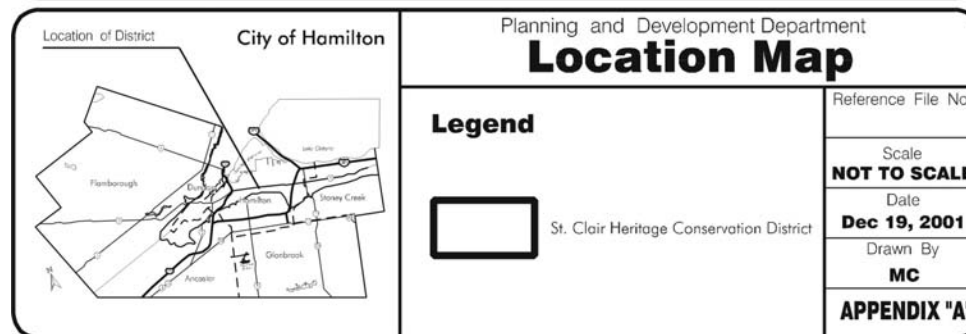 Location of District
City of Hamilton
Flamborough
Lake Ontario
Hamilton
Stoney Creek
Ancaster
Glanbrook
N
Planning and Development Department
Location Map
Legend
St. Clair Heritage Conservation District
Reference File No
Scale
NOT TO SCALE
Date
Dec 19, 2001
Drawn By
MC
APPENDIX "A